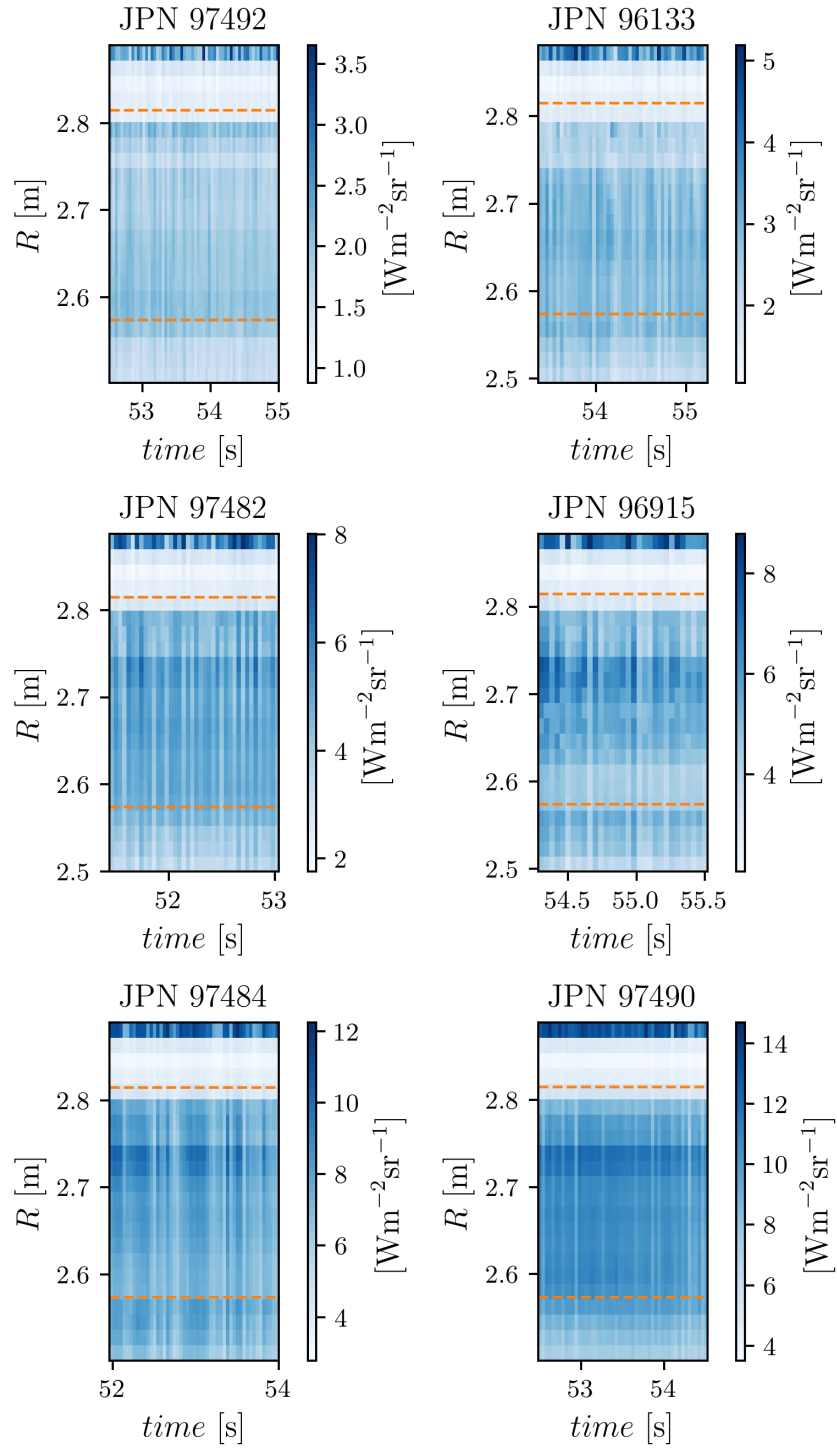 JPN 97492
R [m]
2.8
2.7
2.6
53 54 55
time [s]
3.5
3.0
2.5
2.0
1.5
1.0
[Wm⁻²sr⁻¹]
JPN 96133
R [m]
2.8
2.7
2.6
2.5
54 55
time [s]
5
4
3
2
[Wm⁻²sr⁻¹]
JPN 97482
R [m]
2.8
2.7
2.6
2.5
52 53
time [s]
8
6
4
2
[Wm⁻²sr⁻¹]
JPN 96915
R [m]
2.8
2.7
2.6
2.5
54.5 55.0 55.5
time [s]
8
6
4
[Wm⁻²sr⁻¹]
JPN 97484
R [m]
2.8
2.7
2.6
52 54
time [s]
12
10
8
6
4
[Wm⁻²sr⁻¹]
JPN 97490
R [m]
2.8
2.7
2.6
53 54
time [s]
14
12
10
8
6
4
[Wm⁻²sr⁻¹]